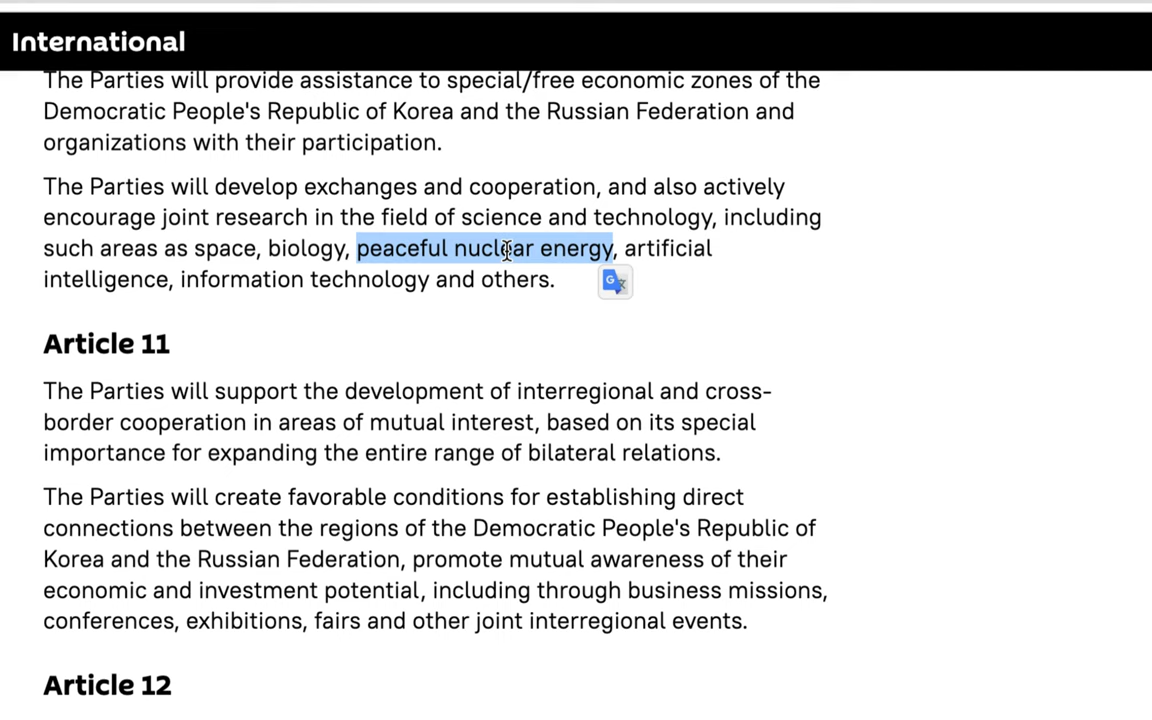 International
The Parties will provide assistance to special/free economic zones of the
Democratic People's Republic of Korea and the Russian Federation and
organizations with their participation.
The Parties will develop exchanges and cooperation, and also actively
encourage joint research in the field of science and technology, including
such areas as space, biology, peaceful nuclear energy, artificial
intelligence, information technology and others.
Article 11
The Parties will support the development of interregional and cross-
border cooperation in areas of mutual interest, based on its special
importance for expanding the entire range of bilateral relations.
The Parties will create favorable conditions for establishing direct
connections between the regions of the Democratic People's Republic of
Korea and the Russian Federation, promote mutual awareness of their
economic and investment potential, including through business missions,
conferences, exhibitions, fairs and other joint interregional events.
Article 12